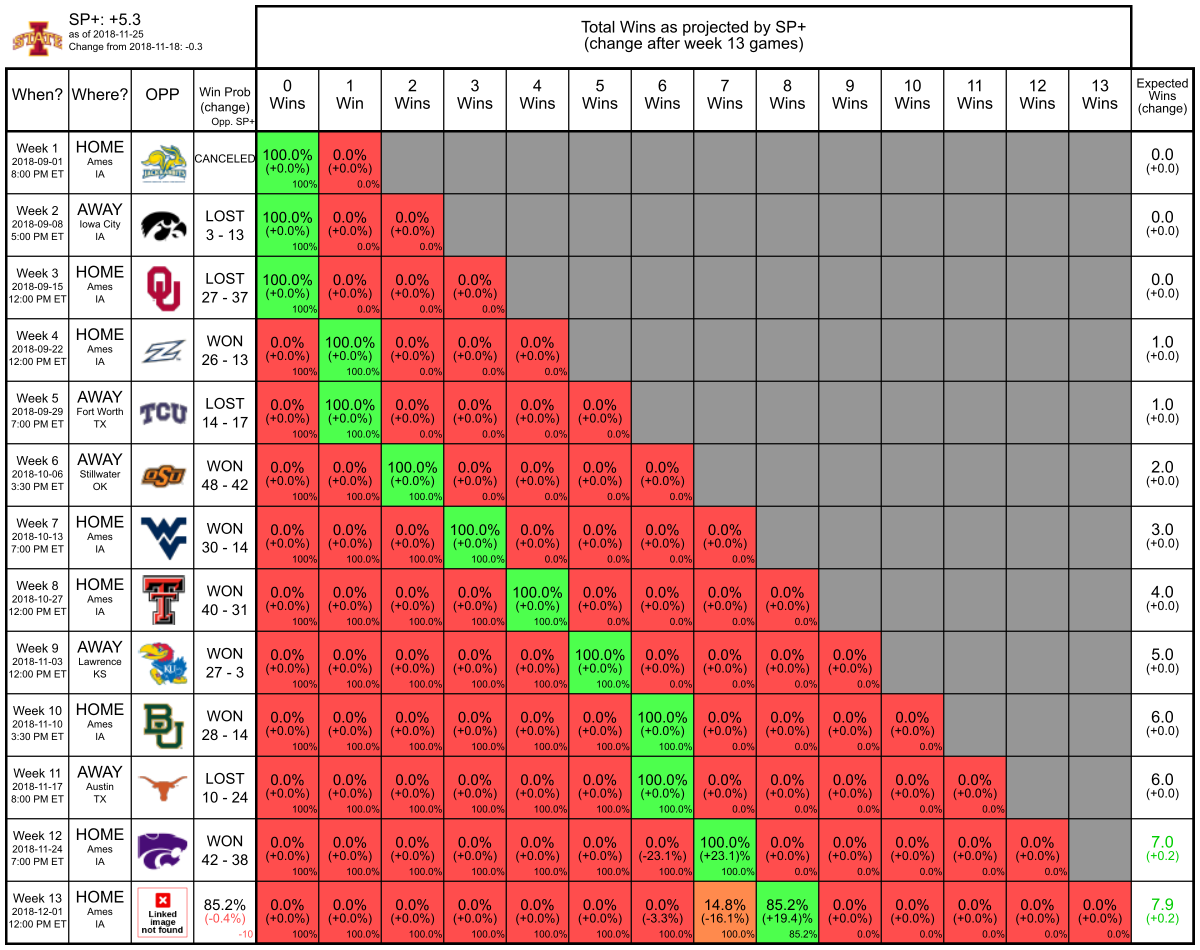 SP+: +5.3
as of 2018-11-25
Change from 2018-11-18: -0.3
STATE
Total Wins as projected by SP+
(change after week 13 games)
When? Where? OPP Win Prob (change) Opp. SP+ 0 Wins 1 Win 2 Wins 3 Wins 4 Wins 5 Wins 6 Wins 7 Wins 8 Wins 9 Wins 10 Wins 11 Wins 12 Wins 13 Wins Expected Wins (change)
Week 1 HOME 100.0% 0.0% 0.0
2018-09-01 Ames JACKRABBITS CANCELED (+0.0%) (+0.0%) (+0.0)
8:00 PM ET IA 100% 0.0%
Week 2 AWAY LOST 100.0% 0.0% 0.0% 0.0
2018-09-08 Iowa City 3 - 13 (+0.0%) (+0.0%) (+0.0%) (+0.0)
5:00 PM ET IA 100% 0.0% 0.0%
Week 3 HOME OU LOST 100.0% 0.0% 0.0% 0.0% 0.0
2018-09-15 Ames 27 - 37 (+0.0%) (+0.0%) (+0.0%) (+0.0%) (+0.0)
12:00 PM ET IA 100% 0.0% 0.0% 0.0%
Week 4 HOME Z WON 0.0% 100.0% 0.0% 0.0% 0.0% 1.0
2018-09-22 Ames 26 - 13 (+0.0%) (+0.0%) (+0.0%) (+0.0%) (+0.0%) (+0.0)
12:00 PM ET IA 100% 100.0% 0.0% 0.0% 0.0%
Week 5 AWAY TCU LOST 0.0% 100.0% 0.0% 0.0% 0.0% 0.0% 1.0
2018-09-29 Fort Worth 14 - 17 (+0.0%) (+0.0%) (+0.0%) (+0.0%) (+0.0%) (+0.0%) (+0.0)
7:00 PM ET TX 100% 100.0% 0.0% 0.0% 0.0% 0.0%
Week 6 AWAY OSU WON 0.0% 0.0% 100.0% 0.0% 0.0% 0.0% 0.0% 2.0
2018-10-06 Stillwater 48 - 42 (+0.0%) (+0.0%) (+0.0%) (+0.0%) (+0.0%) (+0.0%) (+0.0%) (+0.0)
3:30 PM ET OK 100% 100.0% 100.0% 0.0% 0.0% 0.0% 0.0%
Week 7 HOME WV WON 0.0% 0.0% 0.0% 100.0% 0.0% 0.0% 0.0% 0.0% 3.0
2018-10-13 Ames 30 - 14 (+0.0%) (+0.0%) (+0.0%) (+0.0%) (+0.0%) (+0.0%) (+0.0%) (+0.0%) (+0.0)
7:00 PM ET IA 100% 100.0% 100.0% 100.0% 0.0% 0.0% 0.0% 0.0%
Week 8 HOME T WON 0.0% 0.0% 0.0% 0.0% 100.0% 0.0% 0.0% 0.0% 0.0% 4.0
2018-10-27 Ames 40 - 31 (+0.0%) (+0.0%) (+0.0%) (+0.0%) (+0.0%) (+0.0%) (+0.0%) (+0.0%) (+0.0%) (+0.0)
12:00 PM ET IA 100% 100.0% 100.0% 100.0% 100.0% 0.0% 0.0% 0.0% 0.0%
Week 9 AWAY KU WON 0.0% 0.0% 0.0% 0.0% 0.0% 100.0% 0.0% 0.0% 0.0% 0.0% 5.0
2018-11-03 Lawrence 27 - 3 (+0.0%) (+0.0%) (+0.0%) (+0.0%) (+0.0%) (+0.0%) (+0.0%) (+0.0%) (+0.0%) (+0.0%) (+0.0)
12:00 PM ET KS 100% 100.0% 100.0% 100.0% 100.0% 100.0% 0.0% 0.0% 0.0% 0.0%
Week 10 HOME BU WON 0.0% 0.0% 0.0% 0.0% 0.0% 0.0% 100.0% 0.0% 0.0% 0.0% 0.0% 6.0
2018-11-10 Ames 28 - 14 (+0.0%) (+0.0%) (+0.0%) (+0.0%) (+0.0%) (+0.0%) (+0.0%) (+0.0%) (+0.0%) (+0.0%) (+0.0%) (+0.0)
3:30 PM ET IA 100% 100.0% 100.0% 100.0% 100.0% 100.0% 100.0% 0.0% 0.0% 0.0% 0.0%
Week 11 AWAY LOST 0.0% 0.0% 0.0% 0.0% 0.0% 0.0% 100.0% 0.0% 0.0% 0.0% 0.0% 0.0% 6.0
2018-11-17 Austin 10 - 24 (+0.0%) (+0.0%) (+0.0%) (+0.0%) (+0.0%) (+0.0%) (+0.0%) (+0.0%) (+0.0%) (+0.0%) (+0.0%) (+0.0%) (+0.0)
8:00 PM ET TX 100% 100.0% 100.0% 100.0% 100.0% 100.0% 100.0% 0.0% 0.0% 0.0% 0.0% 0.0%
Week 12 HOME WON 0.0% 0.0% 0.0% 0.0% 0.0% 0.0% 0.0% 100.0% 0.0% 0.0% 0.0% 0.0% 0.0% 7.0
2018-11-24 Ames 42 - 38 (+0.0%) (+0.0%) (+0.0%) (+0.0%) (+0.0%) (+0.0%) (-23.1%) (+23.1)% (+0.0%) (+0.0%) (+0.0%) (+0.0%) (+0.0%) (+0.2)
7:00 PM ET IA 100% 100.0% 100.0% 100.0% 100.0% 100.0% 100.0% 100.0% 0.0% 0.0% 0.0% 0.0% 0.0%
Week 13 HOME Linked image not found 85.2% 0.0% 0.0% 0.0% 0.0% 0.0% 0.0% 0.0% 14.8% 85.2% 0.0% 0.0% 0.0% 0.0% 0.0% 7.9
2018-12-01 Ames (-0.4%) (+0.0%) (+0.0%) (+0.0%) (+0.0%) (+0.0%) (+0.0%) (-3.3%) (-16.1%) (+19.4)% (+0.0%) (+0.0%) (+0.0%) (+0.0%) (+0.0%) (+0.2)
12:00 PM ET IA -10 100% 100.0% 100.0% 100.0% 100.0% 100.0% 100.0% 100.0% 85.2% 0.0% 0.0% 0.0% 0.0% 0.0%